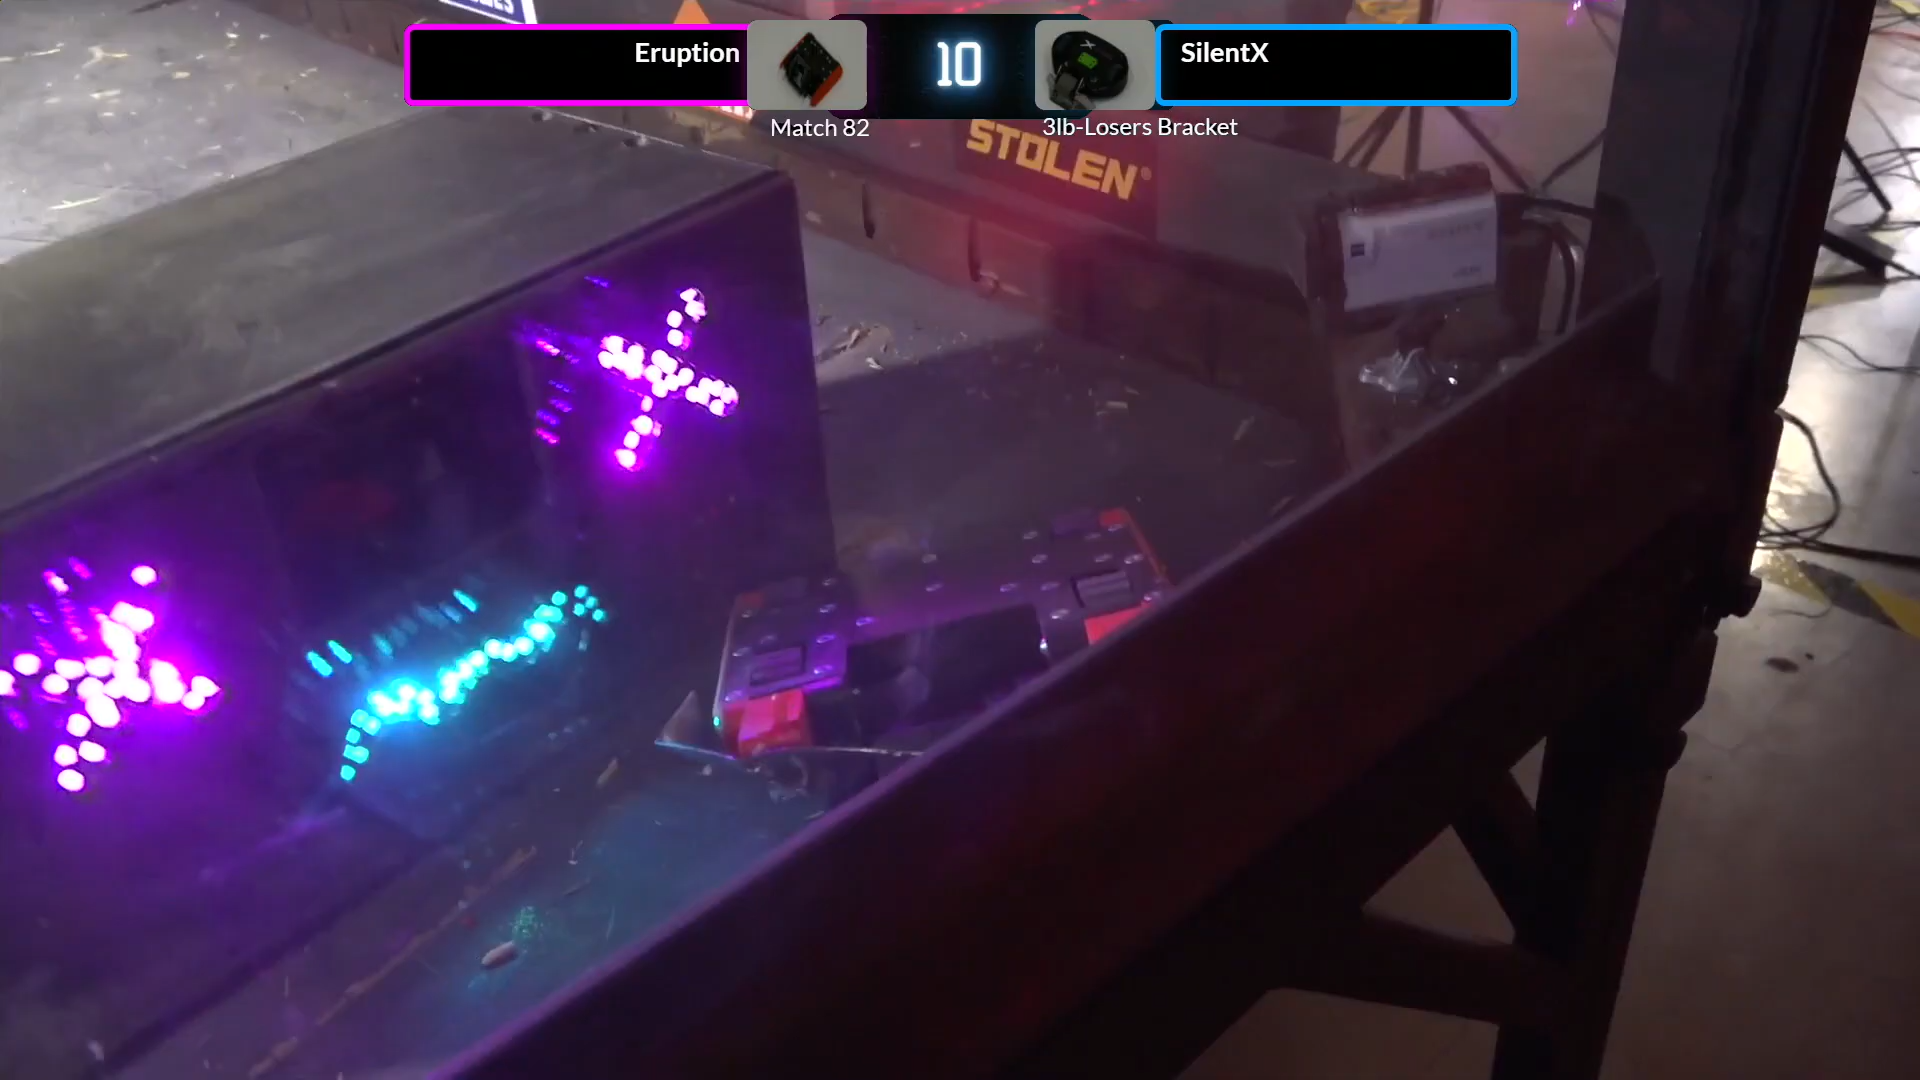 Eruption
10
SilentX
Match 82
3lb-Losers Bracket
STOLEN®